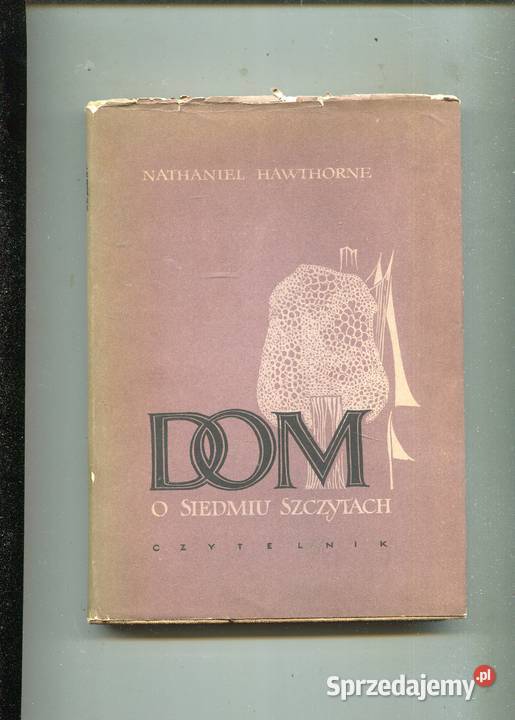 NATHANIEL HAWTHORNE
DOM
O SIEDMIU SZCZYTACH
CZYTELNIK
Sprzedajemy.pl